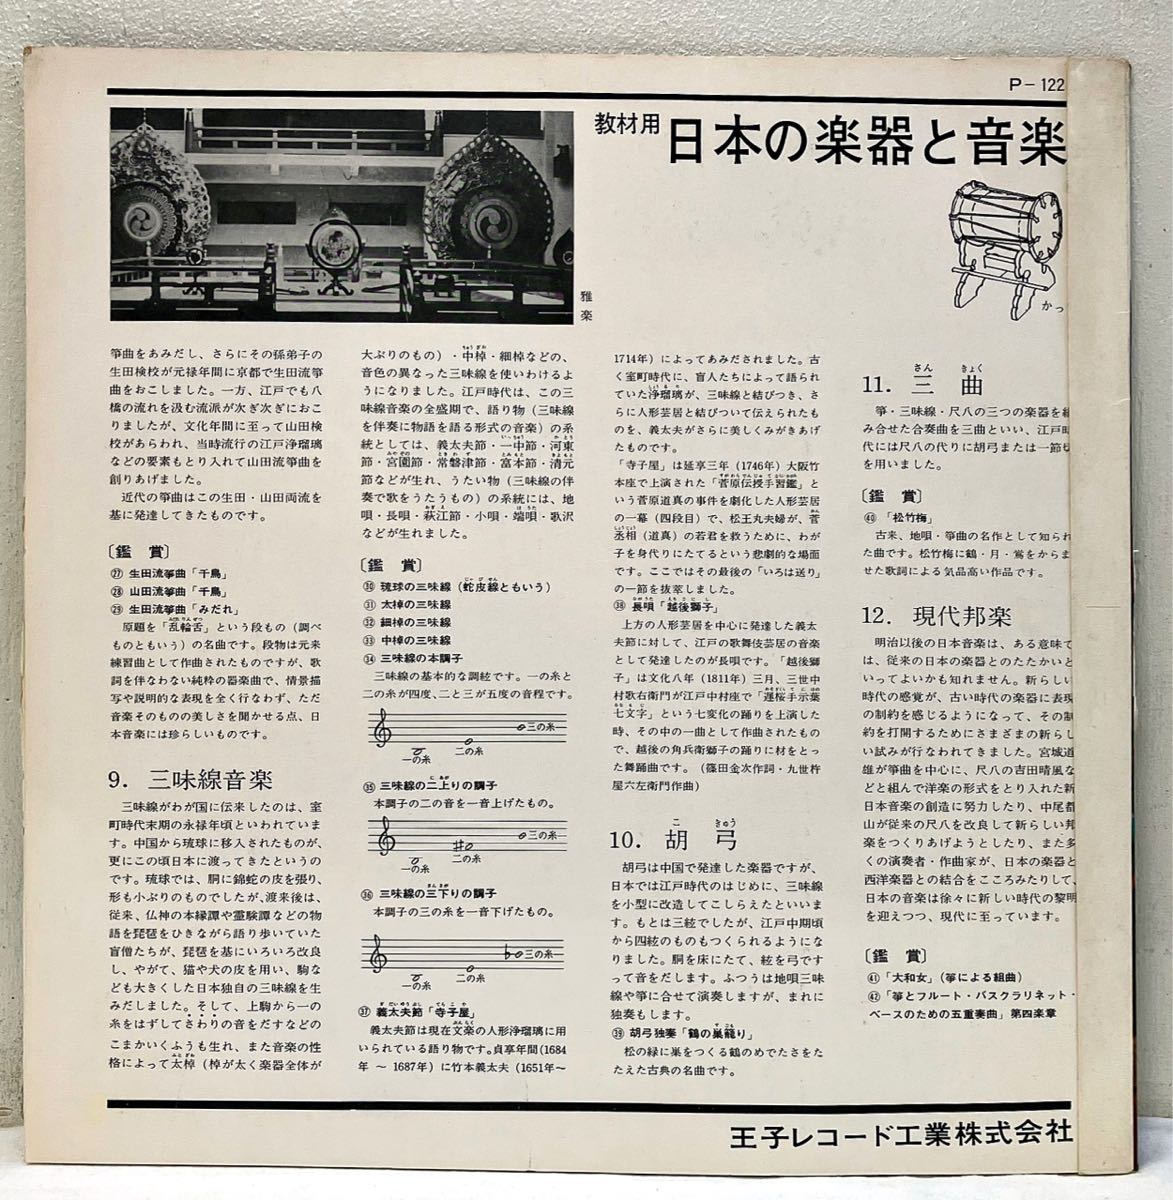 P-122
教材用 日本の楽器と音楽
雅楽
かっ
箏曲をあみだし、さらにその孫弟子の
生田検校が元禄年間に京都で生田流箏
曲をおこしました。一方、江戸でも八
橋の流れを汲む流派が次ぎ次ぎにおこ
りましたが、文化年間に至って山田検
校があらわれ、当時流行の江戸浄瑠璃
などの要素もとり入れて山田流箏曲を
創りあげました。
近代の箏曲はこの生田・山田両流を
基に発達してきたものです。
〔鑑 賞〕
㉗ 生田流箏曲「千鳥」
㉘ 山田流箏曲「千鳥」
㉙ 生田流箏曲「みだれ」
原題を「乱輪舌」という段もの（調べ
ものともいう）の名曲です。段物は元来
練習曲として作曲されたものですが、歌
詞を伴なわない純粋の器楽曲で、情景描
写や説明的な表現を全く行なわず、ただ
音楽そのものの美しさを聞かせる点、日
本音楽には珍らしいものです。
9. 三味線音楽
三味線がわが国に伝来したのは、室
町時代末期の永禄年頃といわれていま
す。中国から琉球に移入されたものが、
更にこの頃日本に渡ってきたというの
です。琉球では、胴に錦蛇の皮を張り、
形も小ぶりのものでしたが、渡来後は、
従来、仏神の本縁譚や霊験譚などの物
語を琵琶をひきながら語り歩いていた
盲僧たちが、琵琶を基にいろいろ改良
し、やがて、猫や犬の皮を用い、駒な
ども大きくした日本独自の三味線を生
みだしました。そして、上駒から一の
糸をはずしてさわりの音をだすなどの
こまかいくふうも生れ、また音楽の性
格によって太棹（棹が太く楽器全体が
大ぶりのもの）・中棹・細棹などの、
音色の異なった三味線を使いわけるよ
うになりました。江戸時代は、この三
味線音楽の全盛期で、語り物（三味線
を伴奏に物語を語る形式の音楽）の系
統としては、義太夫節・一中節・河東
節・宮園節・常磐津節・富本節・清元
節などが生れ、うたい物（三味線の伴
奏で歌をうたうもの）の系統には、地
唄・長唄・荻江節・小唄・端唄・歌沢
などが生れました。
〔鑑 賞〕
㉚ 琉球の三味線（蛇皮線ともいう）
㉛ 太棹の三味線
㉜ 細棹の三味線
㉝ 中棹の三味線
㉞ 三味線の本調子
三味線の基本的な調絃です。一の糸と
二の糸が四度、二と三が五度の音程です。
三の糸
二の糸
一の糸
㉟ 三味線の二上りの調子
本調子の二の音を一音上げたもの。
三の糸
二の糸
一の糸
㊱ 三味線の三下りの調子
本調子の三の糸を一音下げたもの。
三の糸
二の糸
一の糸
㊲ 義太夫節「寺子屋」
義太夫節は現在文楽の人形浄瑠璃に用
いられている語り物です。貞享年間(1684
年～1687年）に竹本義太夫（1651年～
1714年）によってあみだされました。古
く室町時代に、盲人たちによって語られ
ていた浄瑠璃が、三味線と結びつき、さ
らに人形芝居と結びついて伝えられたも
のを、義太夫がさらに美しくみがきあげ
たものです。
「寺子屋」は延享三年（1746年）大阪竹
本座で上演された「菅原伝授手習鑑」と
いう菅原道真の事件を劇化した人形芝居
の一幕（四段目）で、松王丸夫婦が、菅
丞相（道真）の若君を救うために、わが
子を身代りにたてるという悲劇的な場面
です。ここではその最後の「いろは送り」
の一節を抜萃しました。
㊳ 長唄「越後獅子」
上方の人形芝居を中心に発達した義太
夫節に対して、江戸の歌舞伎芸居の音楽
として発達したのが長唄です。「越後獅
子」は文化八年（1811年）三月、三世中
村歌右衛門が江戸中村座で「遅桜手爾葉
七文字」という七変化の踊りを上演した
時、その中の一曲として作曲されたもの
で、越後の角兵衛獅子の踊りに材をとっ
た舞踊曲です。（篠田金次作詞・九世杵
屋六左衛門作曲）
10. 胡弓
胡弓は中国で発達した楽器ですが、
日本では江戸時代のはじめに、三味線
を小型に改造してこしらえたといいま
す。もとは三絃でしたが、江戸中期頃
から四絃のものもつくられるようにな
りました。胴を床にたて、絃を弓です
って音をだします。ふつうは地唄三味
線や箏に合せて演奏しますが、まれに
独奏もします。
㊴ 胡弓独奏「鶴の巣籠り」
松の緑に巣をつくる鶴のめでたさをた
たえた古典の名曲です。
11. 三曲
箏・三味線・尺八の三つの楽器を組
み合せた合奏曲を三曲といい、江戸時
代には尺八の代りに胡弓または一節切
を用いました。
〔鑑 賞〕
㊵「松竹梅」
古来、地唄・箏曲の名作として知られ
た曲です。松竹梅に鶴・月・鶯をからま
せた歌詞による気品高い作品です。
12. 現代邦楽
明治以後の日本音楽は、ある意味で
は、従来の日本の楽器とのたたかいと
いってよいかも知れません。新らしい
時代の感覚が、古い時代の楽器に表現
の制約を感じるようになって、その制
約を打開するためにさまざまの新らし
い試みが行なわれてきました。宮城道
雄が箏曲を中心に、尺八の吉田晴風な
どと組んで洋楽の形式をとり入れた新
日本音楽の創造に努力したり、中尾都
山が従来の尺八を改良して新しい邦
楽をつくりあげようとしたり、また多
くの演奏者・作曲家が、日本の楽器と
西洋楽器との結合をこころみたりして、
日本の音楽は徐々に新しい時代の黎明
を迎えつつ、現代に至っています。
〔鑑 賞〕
㊶「大和女」（箏による組曲）
㊷「箏とフルート・バスクラリネット・
ベースのための五重奏曲」第四楽章
王子レコード工業株式会社